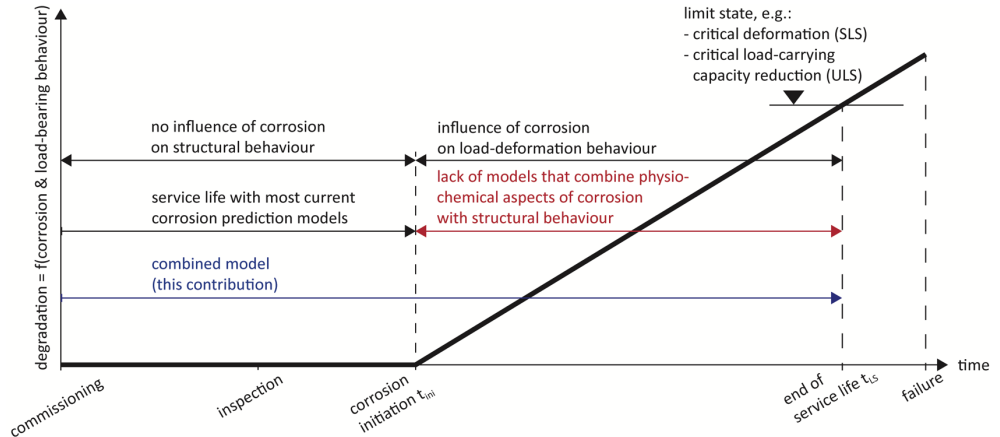 limit state, e.g.:
- critical deformation (SLS)
- critical load-carrying
capacity reduction (ULS)
degradation = f(corrosion & load-bearing behaviour)
no influence of corrosion
on structural behaviour
influence of corrosion
on load-deformation behaviour
service life with most current
corrosion prediction models
lack of models that combine physio-
chemical aspects of corrosion
with structural behaviour
combined model
(this contribution)
time
commissioning
inspection
corrosion
initiation tini
end of
service life tLS
failure